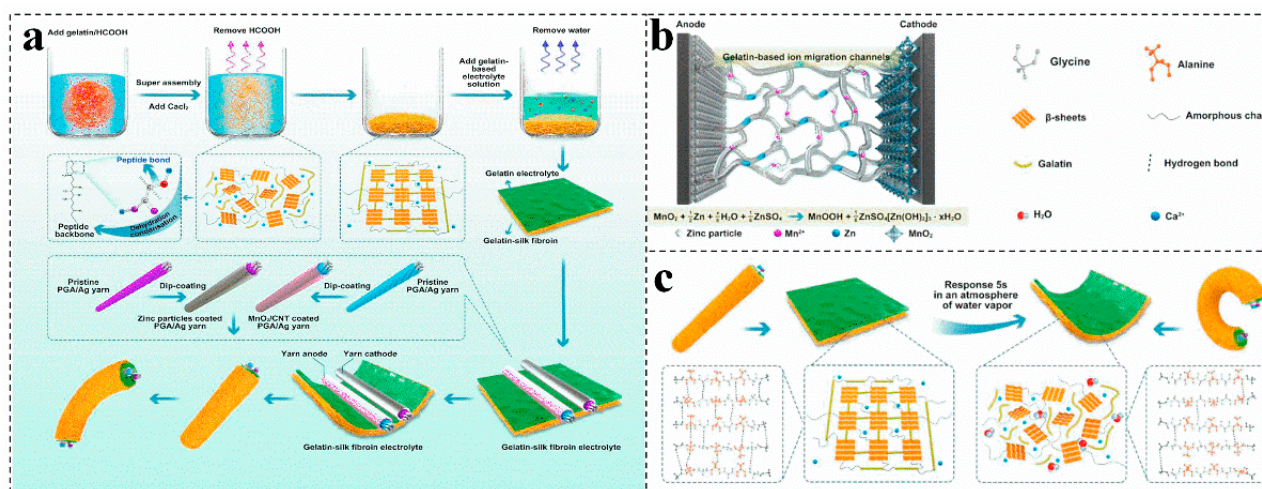 a
Add gelatin/HCOOH
Remove HCOOH
Remove water
Super assembly
Add Cacl₂
Add gelatin-
based
electrolyte
solution
Peptide bond
Dehydration
condensation
Peptide
backbone
Gelatin electrolyte
Gelatin-silk fibroin
Pristine
PGA/Ag yarn
Dip-coating
Zinc particles coated
PGA/Ag yarn
MnO₂/CNT coated
PGA/Ag yarn
Dip-coating
Pristine
PGA/Ag yarn
Yarn anode
Yarn cathode
Gelatin-silk fibroin electrolyte
Gelatin-silk fibroin electrolyte
b
Anode
Cathode
Gelatin-based ion migration channels
Zinc particle
Mn²⁺
Zn
MnO₂
Glycine
Alanine
β-sheets
Amorphous cha
Galatin
Hydrogen bond
H₂O
Ca²⁺
c
Response 5s
in an atmosphere
of water vapor